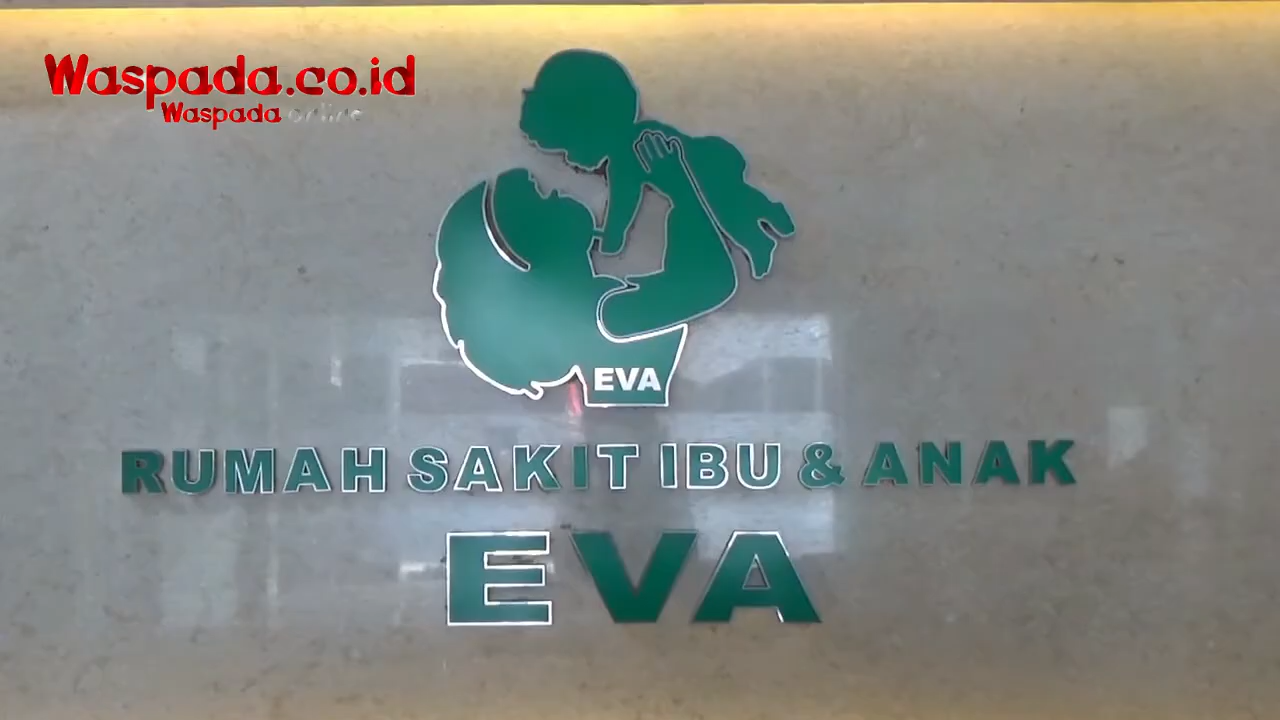 Waspada.co.id
Waspada online
EVA
RUMAH SAKIT IBU & ANAK
EVA